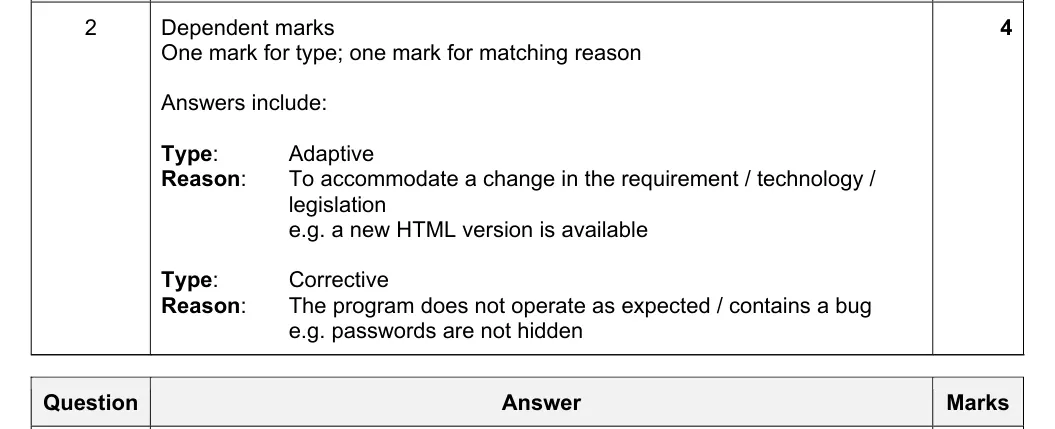 2 Dependent marks 4
One mark for type; one mark for matching reason
Answers include:
Type: Adaptive
Reason: To accommodate a change in the requirement / technology /
legislation
e.g. a new HTML version is available
Type: Corrective
Reason: The program does not operate as expected / contains a bug
e.g. passwords are not hidden
Question Answer Marks